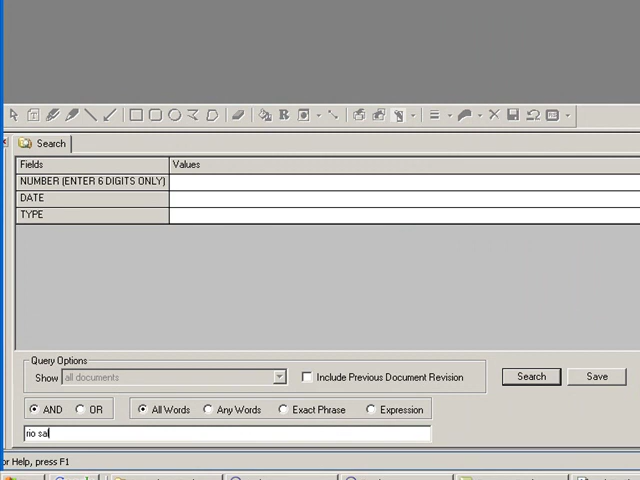 R
Search
Fields Values
NUMBER (ENTER 6 DIGITS ONLY)
DATE
TYPE
Query Options
Show all documents Include Previous Document Revision Search Save
AND OR All Words Any Words Exact Phrase Expression
rio sal
or Help, press F1